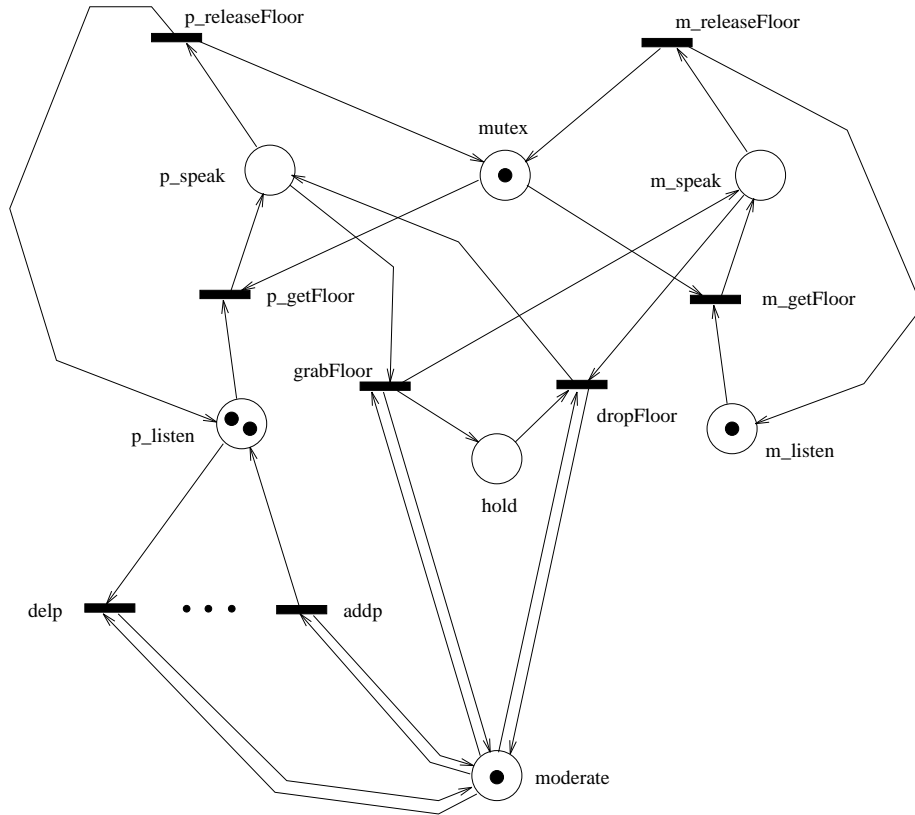 p_releaseFloor
m_releaseFloor
mutex
p_speak
m_speak
p_getFloor
m_getFloor
grabFloor
dropFloor
p_listen
m_listen
hold
delp
addp
moderate